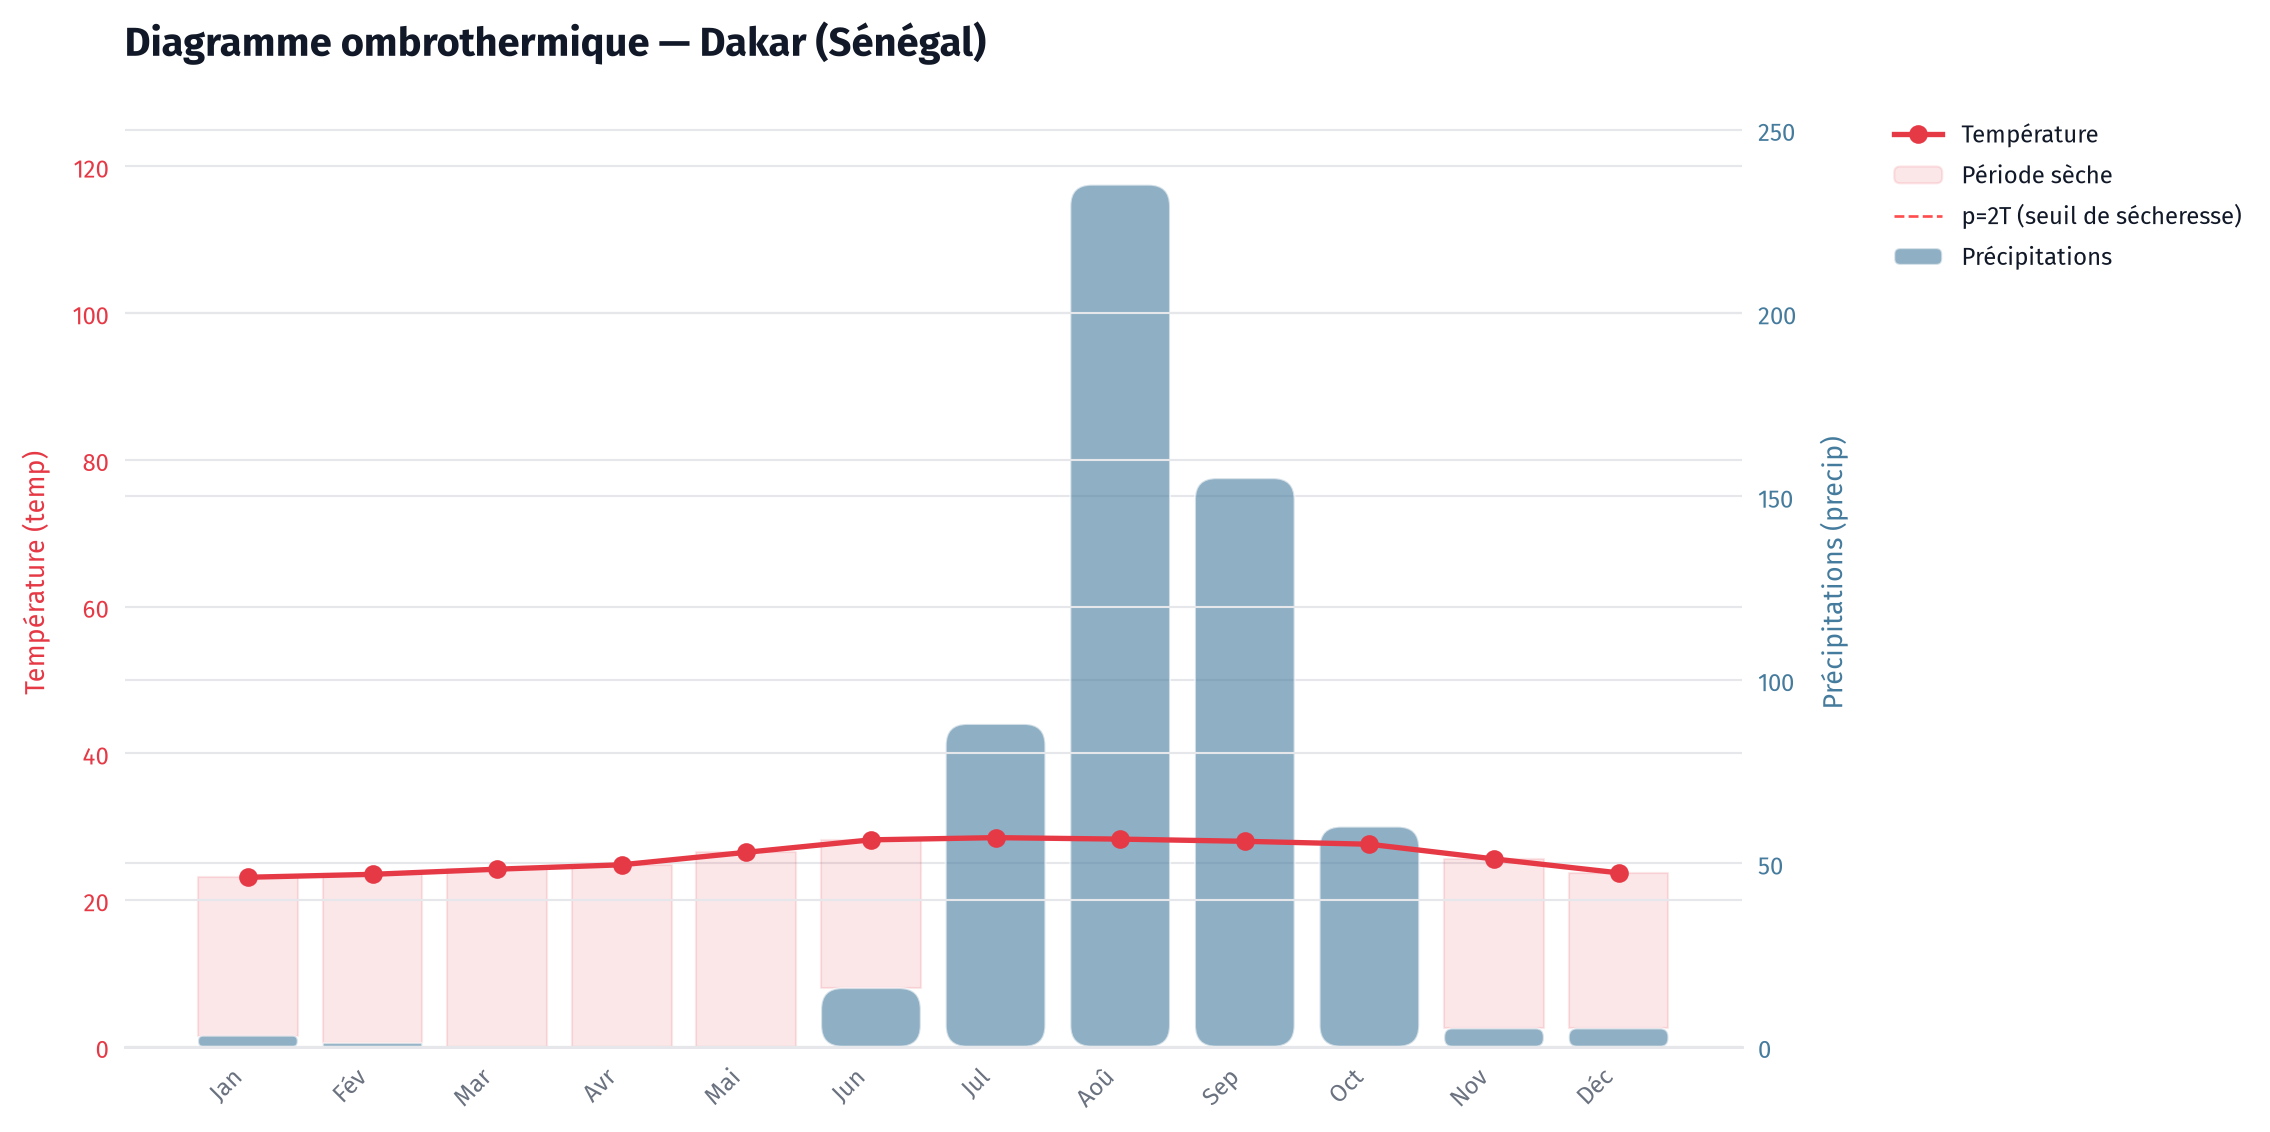 Diagramme ombrothermique — Dakar (Sénégal)
Température (temp)
120
100
80
60
40
20
0
250
200
150
100
50
0
Précipitations (precip)
Jan
Fév
Mar
Avr
Mai
Jun
Jul
Aoû
Sep
Oct
Nov
Déc
Température
Période sèche
p=2T (seuil de sécheresse)
Précipitations